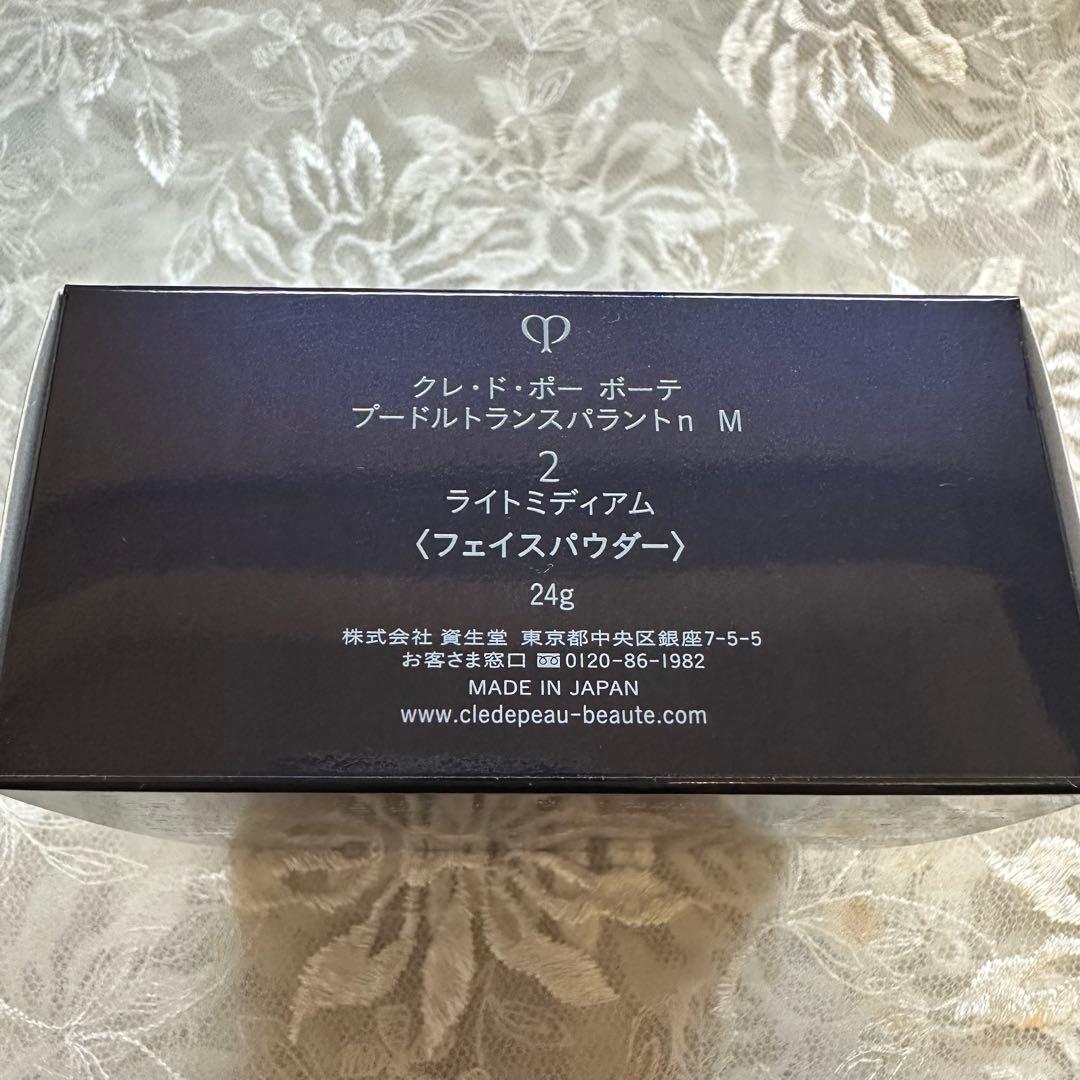 クレ・ド・ポー ボーテ
プードルトランスパラントn M
2
ライトミディアム
〈フェイスパウダー〉
24g
株式会社 資生堂 東京都中央区銀座7-5-5
お客さま窓口 0120-86-1982
MADE IN JAPAN
www.cledepeau-beaute.com